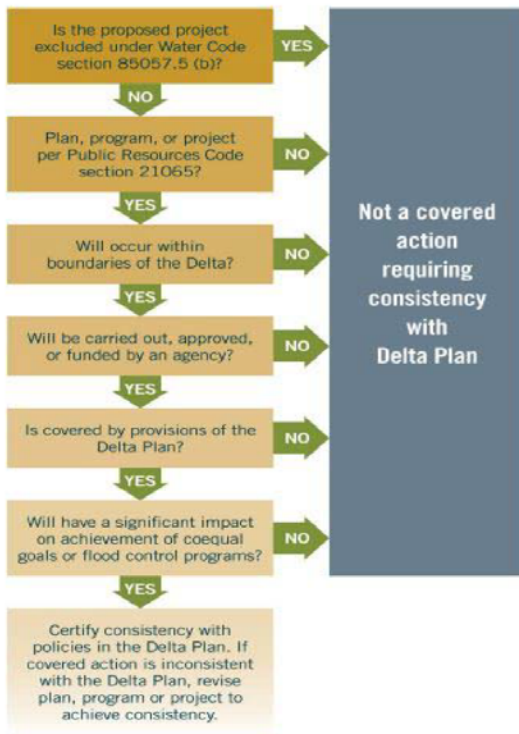 Is the proposed project
excluded under Water Code
section 85057.5 (b)?
YES
NO
Plan, program, or project
per Public Resources Code
section 21065?
NO
YES
Will occur within
boundaries of the Delta?
NO
YES
Will be carried out, approved,
or funded by an agency?
NO
YES
Is covered by provisions of the
Delta Plan?
NO
YES
Will have a significant impact
on achievement of coequal
goals or flood control programs?
NO
YES
Certify consistency with
policies in the Delta Plan. If
covered action is inconsistent
with the Delta Plan, revise
plan, program or project to
achieve consistency.
Not a covered
action
requiring
consistency
with
Delta Plan